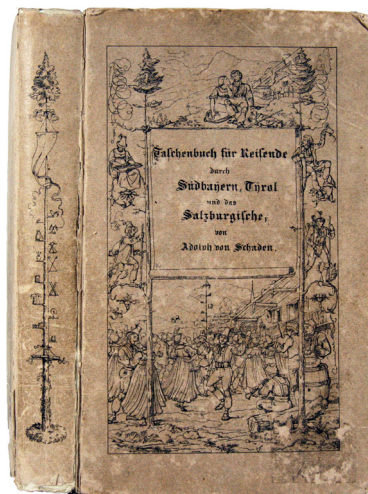 Taschenbuch für Reisende
durch
Südbayern, Tyrol
und das
Salzburgische,
von
Adolph von Schaden.